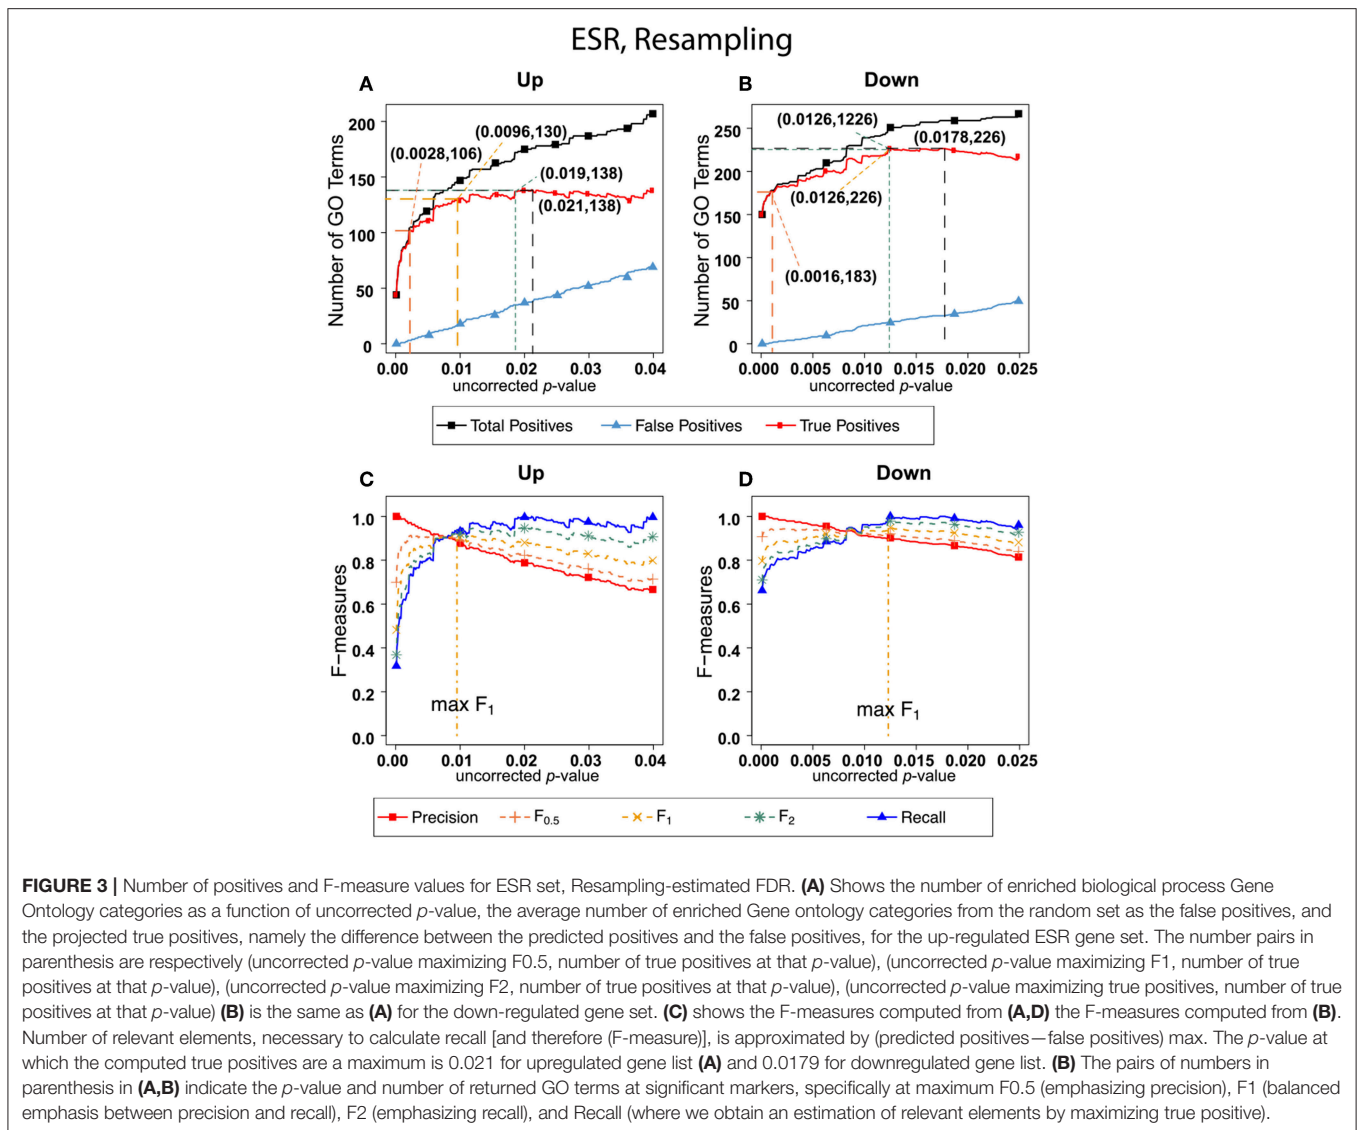 ESR, Resampling
A Up
B Down
Number of GO Terms
200
150
100
50
0
(0.0028,106)
(0.0096,130)
(0.019,138)
(0.021,138)
0.00 0.01 0.02 0.03 0.04
uncorrected p-value
Number of GO Terms
250
200
150
100
50
0
(0.0126,1226)
(0.0178,226)
(0.0126,226)
(0.0016,183)
0.000 0.005 0.010 0.015 0.020 0.025
uncorrected p-value
Total Positives False Positives True Positives
C Up
D Down
F−measures
1.0
0.8
0.6
0.4
0.2
0.0
max F1
0.00 0.01 0.02 0.03 0.04
uncorrected p-value
F−measures
1.0
0.8
0.6
0.4
0.2
0.0
max F1
0.000 0.005 0.010 0.015 0.020 0.025
uncorrected p-value
Precision F0.5 F1 F2 Recall
FIGURE 3 | Number of positives and F-measure values for ESR set, Resampling-estimated FDR. (A) Shows the number of enriched biological process Gene
Ontology categories as a function of uncorrected p-value, the average number of enriched Gene ontology categories from the random set as the false positives, and
the projected true positives, namely the difference between the predicted positives and the false positives, for the up-regulated ESR gene set. The number pairs in
parenthesis are respectively (uncorrected p-value maximizing F0.5, number of true positives at that p-value), (uncorrected p-value maximizing F1, number of true
positives at that p-value), (uncorrected p-value maximizing F2, number of true positives at that p-value), (uncorrected p-value maximizing true positives, number of true
positives at that p-value) (B) is the same as (A) for the down-regulated gene set. (C) shows the F-measures computed from (A,D) the F-measures computed from (B).
Number of relevant elements, necessary to calculate recall [and therefore (F-measure)], is approximated by (predicted positives—false positives) max. The p-value at
which the computed true positives are a maximum is 0.021 for upregulated gene list (A) and 0.0179 for downregulated gene list. (B) The pairs of numbers in
parenthesis in (A,B) indicate the p-value and number of returned GO terms at significant markers, specifically at maximum F0.5 (emphasizing precision), F1 (balanced
emphasis between precision and recall), F2 (emphasizing recall), and Recall (where we obtain an estimation of relevant elements by maximizing true positive).